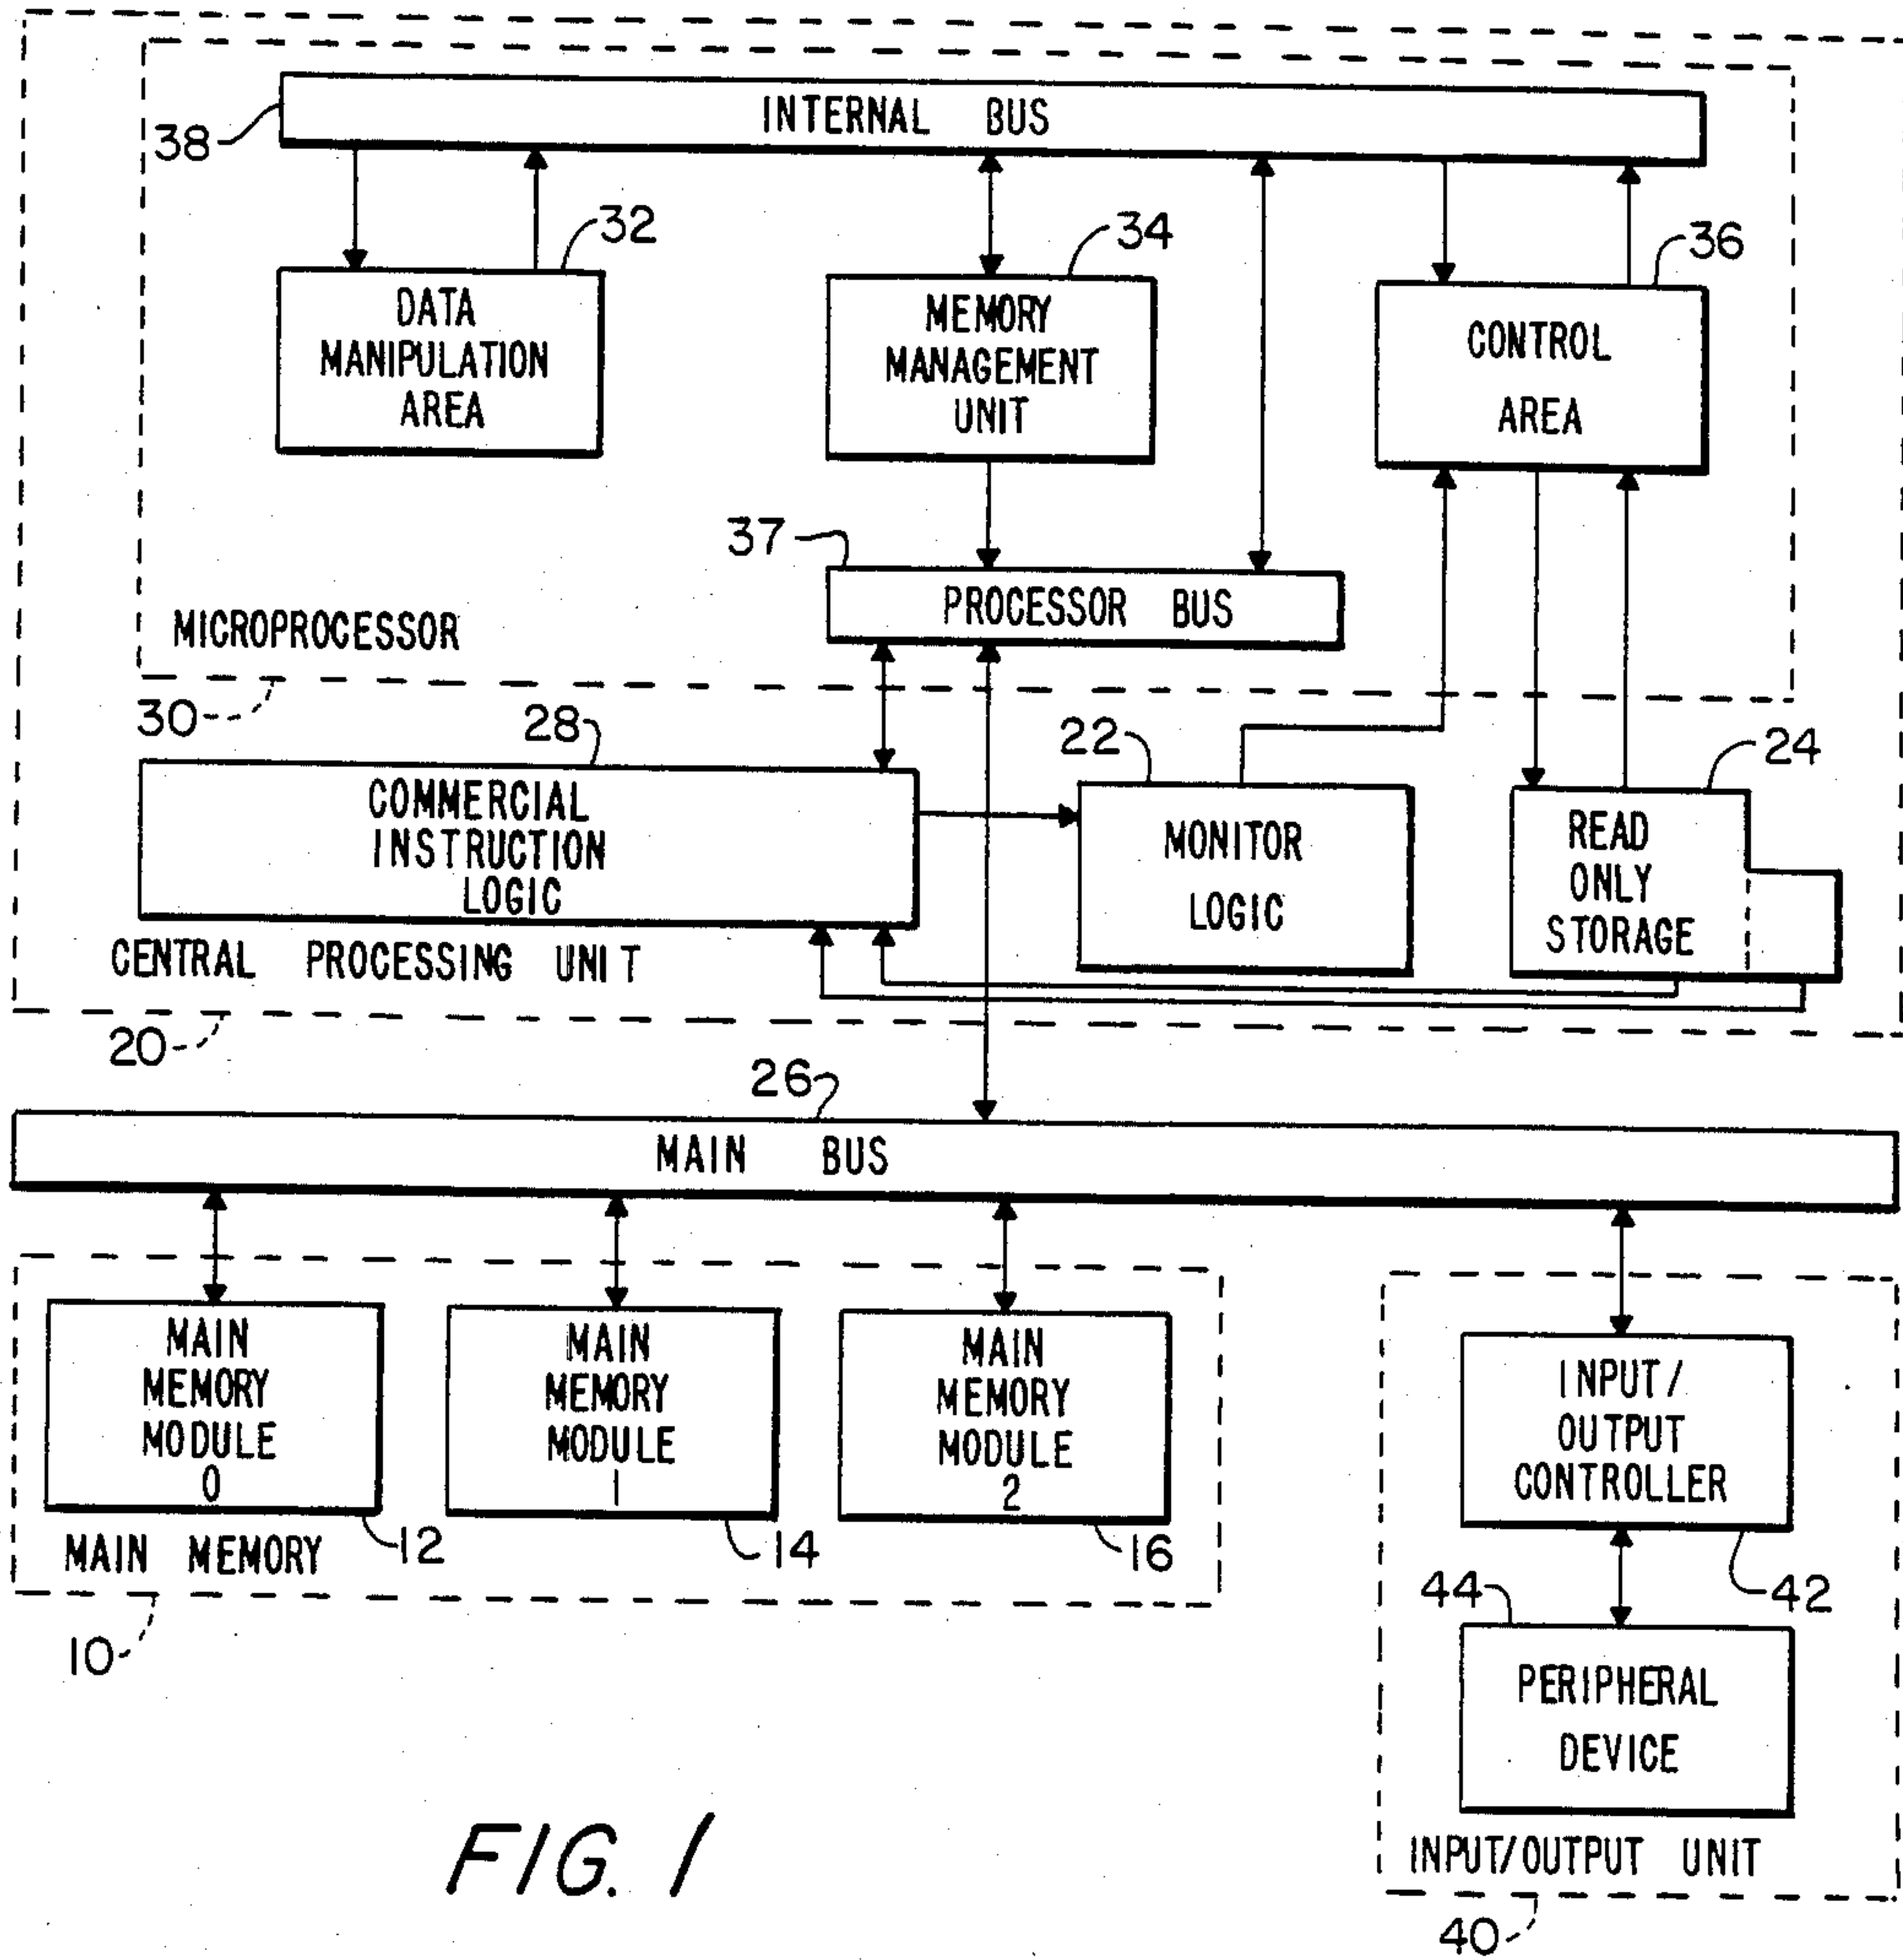 INTERNAL BUS
38
32
34
36
DATA
MANIPULATION
AREA
MEMORY
MANAGEMENT
UNIT
CONTROL
AREA
37
PROCESSOR BUS
MICROPROCESSOR
30
28
22
24
COMMERCIAL
INSTRUCTION
LOGIC
MONITOR
LOGIC
READ
ONLY
STORAGE
CENTRAL PROCESSING UNIT
20
26
MAIN BUS
MAIN
MEMORY
MODULE
0
MAIN
MEMORY
MODULE
1
MAIN
MEMORY
MODULE
2
INPUT/
OUTPUT
CONTROLLER
12
14
16
42
MAIN MEMORY
10
44
PERIPHERAL
DEVICE
INPUT/OUTPUT UNIT
40
FIG. 1